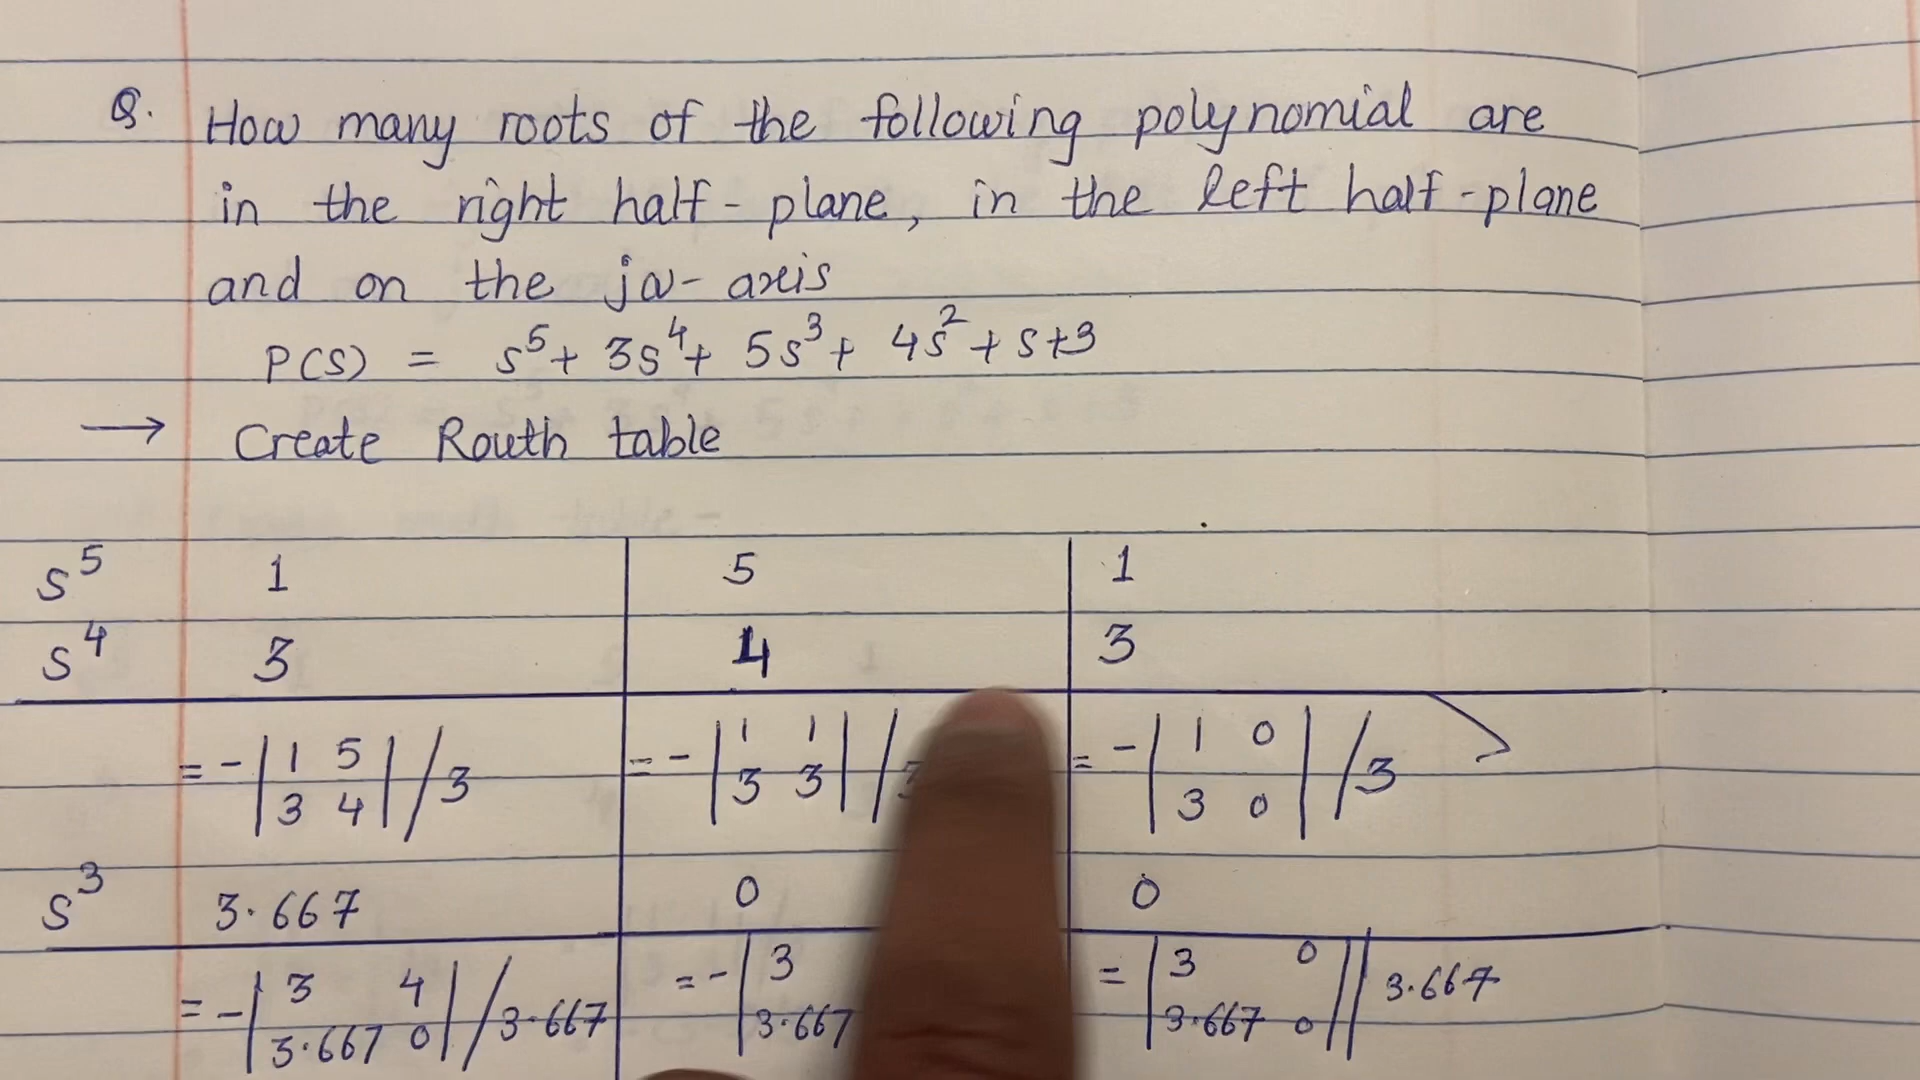 Q. How many roots of the following polynomial are
in the right half-plane, in the left half-plane
and on the jω-axis
P(S) = s⁵ + 3s⁴ + 5s³ + 4s² + s + 3
→ Create Routh table
s⁵ 1 5 1
s⁴ 3 4 3
= - | 1 5 | / 3 = - | 1 1 | / = - | 1 0 | / 3
3 4 3 3 3 0
s³ 3.667 0 0
= - | 3 4 | / 3.667 = - | 3 = | 3 0 | | 3.667
3.667 0 3.667 3.667 0